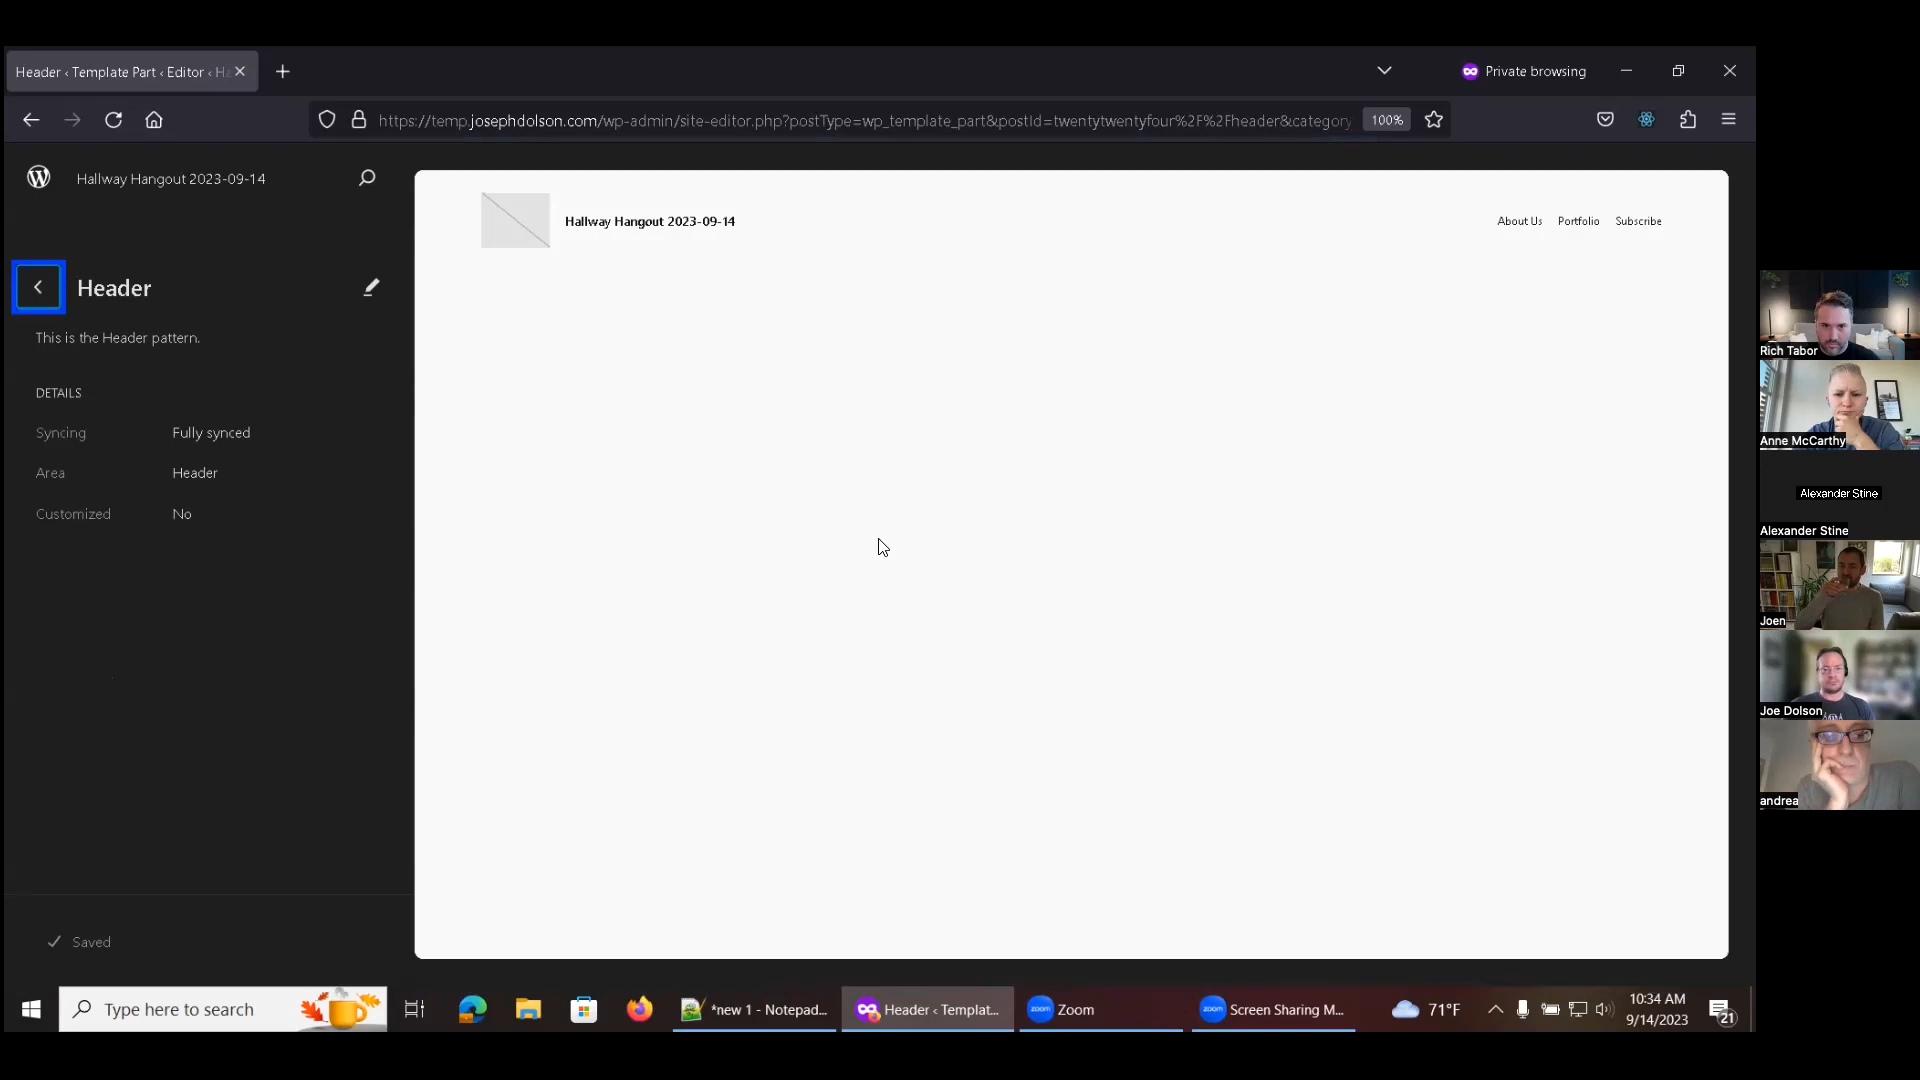 Header ‹ Template Part ‹ Editor ‹ H
Private browsing
https://temp.josephdolson.com/wp-admin/site-editor.php?postType=wp_template_part&postId=twentytwentyfour%2F%2Fheader&category
100%
Hallway Hangout 2023-09-14
Header
This is the Header pattern.
DETAILS
Syncing Fully synced
Area Header
Customized No
Saved
Hallway Hangout 2023-09-14
About Us Portfolio Subscribe
Rich Tabor
Anne McCarthy
Alexander Stine
Alexander Stine
Joen
Joe Dolson
andrea
Type here to search
*new 1 - Notepad...
Header ‹ Templat...
zoom
Zoom
zoom
Screen Sharing M...
71°F
10:34 AM
9/14/2023
21